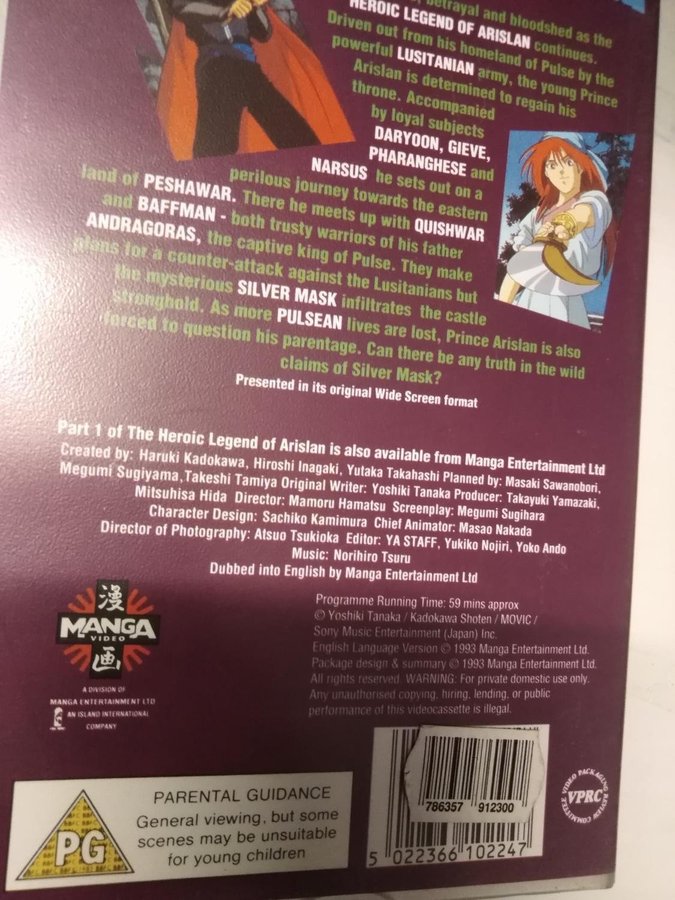 betrayal and bloodshed as the
HEROIC LEGEND OF ARISLAN continues.
Driven out from his homeland of Pulse by the
powerful LUSITANIAN army, the young Prince
Arislan is determined to regain his
throne. Accompanied
by loyal subjects
DARYOON, GIEVE,
PHARANGHESE and
NARSUS he sets out on a
perilous journey towards the eastern
land of PESHAWAR. There he meets up with QUISHWAR
and BAFFMAN - both trusty warriors of his father
ANDRAGORAS, the captive king of Pulse. They make
plans for a counter-attack against the Lusitanians but
the mysterious SILVER MASK infiltrates the castle
stronghold. As more PULSEAN lives are lost, Prince Arislan is also
forced to question his parentage. Can there be any truth in the wild
claims of Silver Mask?
Presented in its original Wide Screen format
Part 1 of The Heroic Legend of Arislan is also available from Manga Entertainment Ltd
Created by: Haruki Kadokawa, Hiroshi Inagaki, Yutaka Takahashi Planned by: Masaki Sawanobori,
Megumi Sugiyama,Takeshi Tamiya Original Writer: Yoshiki Tanaka Producer: Takayuki Yamazaki,
Mitsuhisa Hida Director: Mamoru Hamatsu Screenplay: Megumi Sugihara
Character Design: Sachiko Kamimura Chief Animator: Masao Nakada
Director of Photography: Atsuo Tsukioka Editor: YA STAFF, Yukiko Nojiri, Yoko Ando
Music: Norihiro Tsuru
Dubbed into English by Manga Entertainment Ltd
漫
MANGA
VIDEO
画
A DIVISION OF
MANGA ENTERTAINMENT LTD
AN ISLAND INTERNATIONAL
COMPANY
Programme Running Time: 59 mins approx
© Yoshiki Tanaka / Kadokawa Shoten / MOVIC /
Sony Music Entertainment (Japan) Inc.
English Language Version © 1993 Manga Entertainment Ltd.
Package design & summary © 1993 Manga Entertainment Ltd.
All rights reserved. WARNING: For private domestic use only.
Any unauthorised copying, hiring, lending, or public
performance of this videocassette is illegal.
PG
PARENTAL GUIDANCE
General viewing, but some
scenes may be unsuitable
for young children
786357 912300
5 022366 102247
VIDEO PACKAGING REVIEW COMMITTEE
VPRC